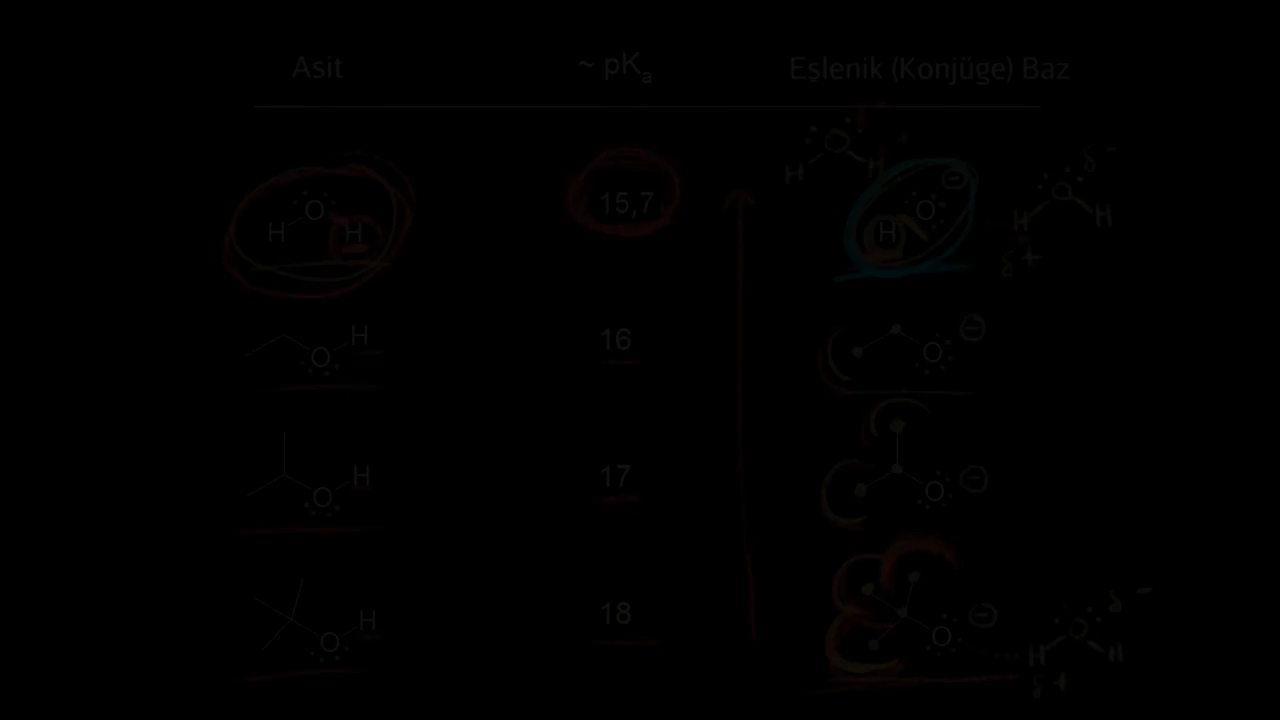 Asit ~ pKa Eşlenik (Konjüge) Baz
H O H 15,7 H O H H O ⊖ H O H δ- δ+
O H 16 O ⊖
O H 17 O ⊖
O H 18 O ⊖ H O H δ- δ+